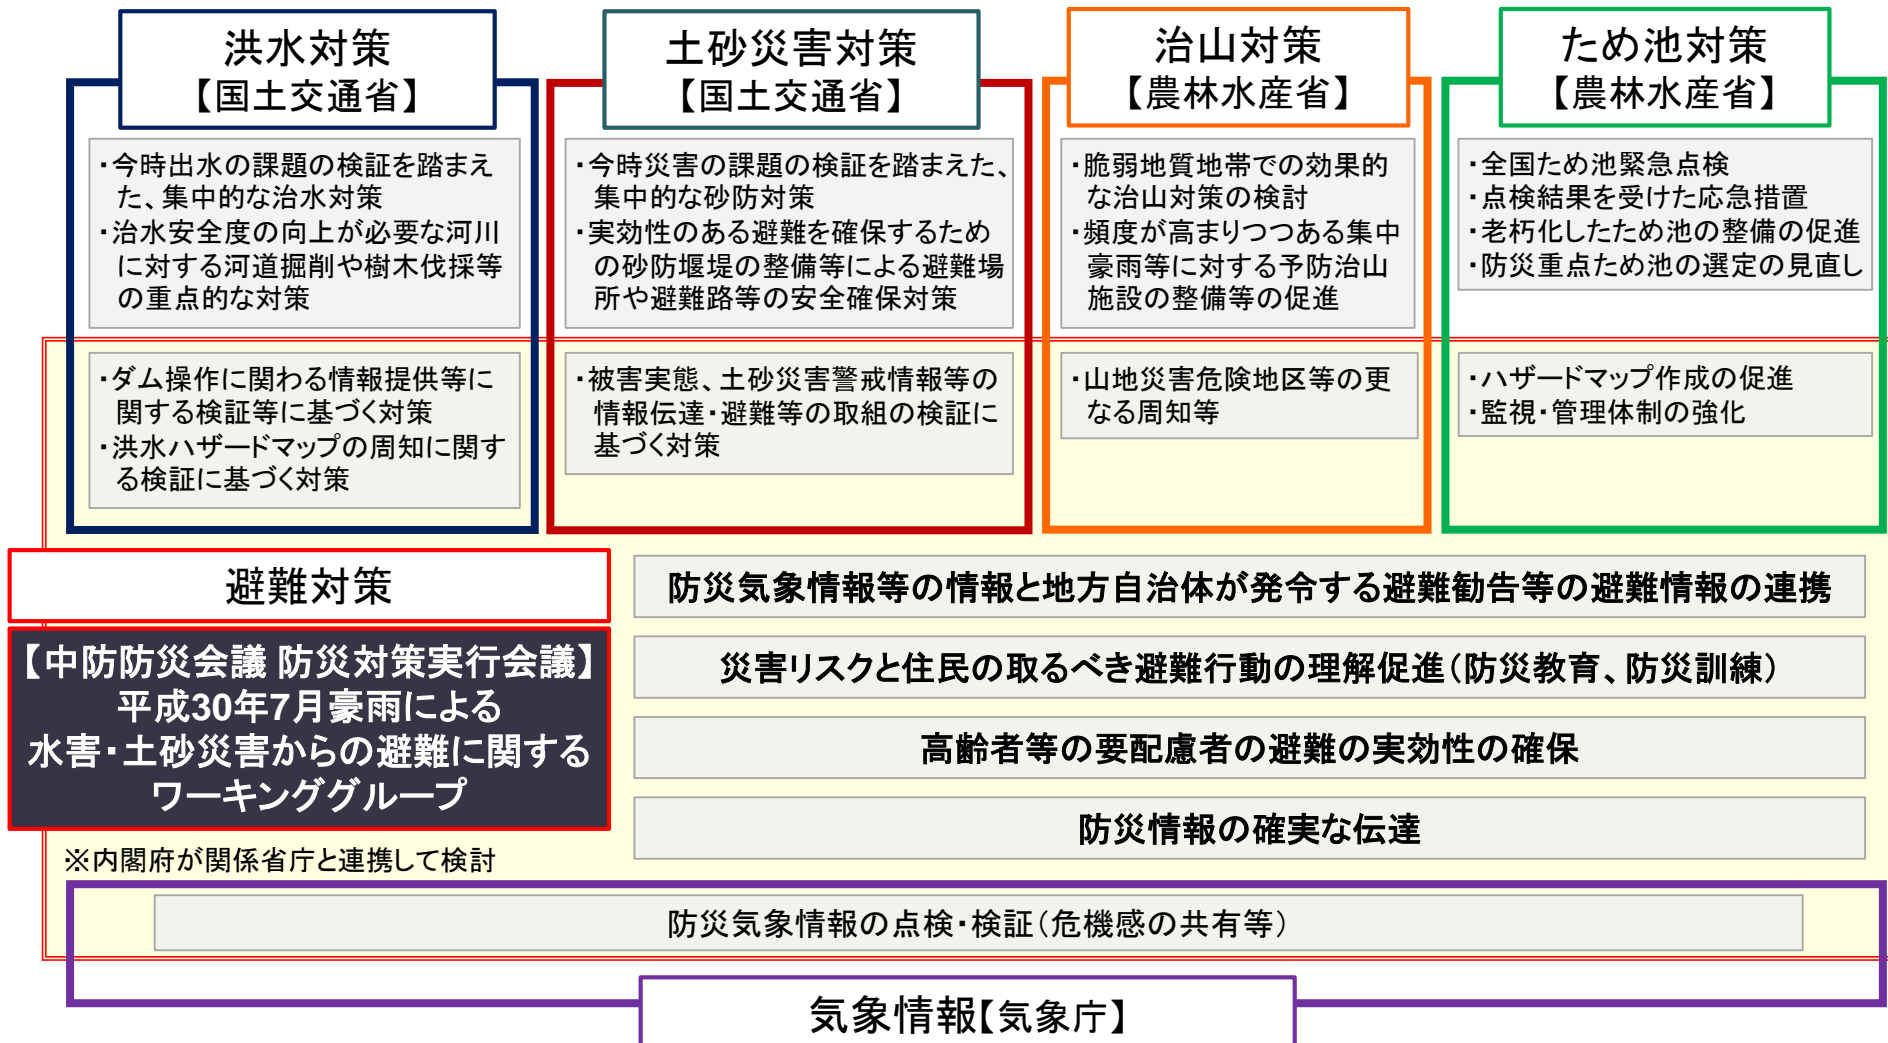 洪水対策
【国土交通省】
・今時出水の課題の検証を踏まえ
た、集中的な治水対策
・治水安全度の向上が必要な河川
に対する河道掘削や樹木伐採等
の重点的な対策
・ダム操作に関わる情報提供等に
関する検証等に基づく対策
・洪水ハザードマップの周知に関す
る検証に基づく対策
土砂災害対策
【国土交通省】
・今時災害の課題の検証を踏まえた、
集中的な砂防対策
・実効性のある避難を確保するため
の砂防堰堤の整備等による避難場
所や避難路等の安全確保対策
・被害実態、土砂災害警戒情報等の
情報伝達・避難等の取組の検証に
基づく対策
治山対策
【農林水産省】
・脆弱地質地帯での効果的
な治山対策の検討
・頻度が高まりつつある集中
豪雨等に対する予防治山
施設の整備等の促進
・山地災害危険地区等の更
なる周知等
ため池対策
【農林水産省】
・全国ため池緊急点検
・点検結果を受けた応急措置
・老朽化したため池の整備の促進
・防災重点ため池の選定の見直し
・ハザードマップ作成の促進
・監視・管理体制の強化
避難対策
【中防防災会議 防災対策実行会議】
平成30年7月豪雨による
水害・土砂災害からの避難に関する
ワーキンググループ
※内閣府が関係省庁と連携して検討
防災気象情報等の情報と地方自治体が発令する避難勧告等の避難情報の連携
災害リスクと住民の取るべき避難行動の理解促進（防災教育、防災訓練）
高齢者等の要配慮者の避難の実効性の確保
防災情報の確実な伝達
防災気象情報の点検・検証（危機感の共有等）
気象情報【気象庁】